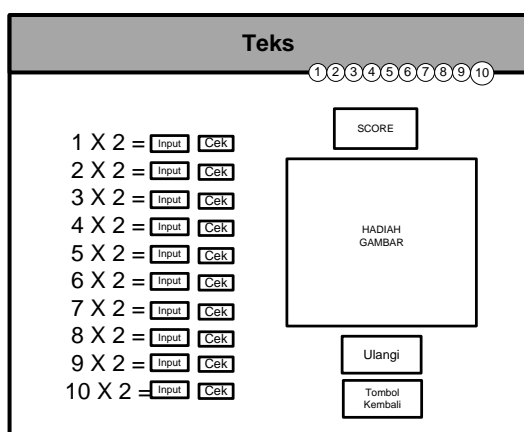 Teks
1 2 3 4 5 6 7 8 9 10
SCORE
1 X 2 = Input Cek
2 X 2 = Input Cek
3 X 2 = Input Cek
4 X 2 = Input Cek
5 X 2 = Input Cek
6 X 2 = Input Cek
7 X 2 = Input Cek
8 X 2 = Input Cek
9 X 2 = Input Cek
10 X 2 = Input Cek
HADIAH
GAMBAR
Ulangi
Tombol
Kembali